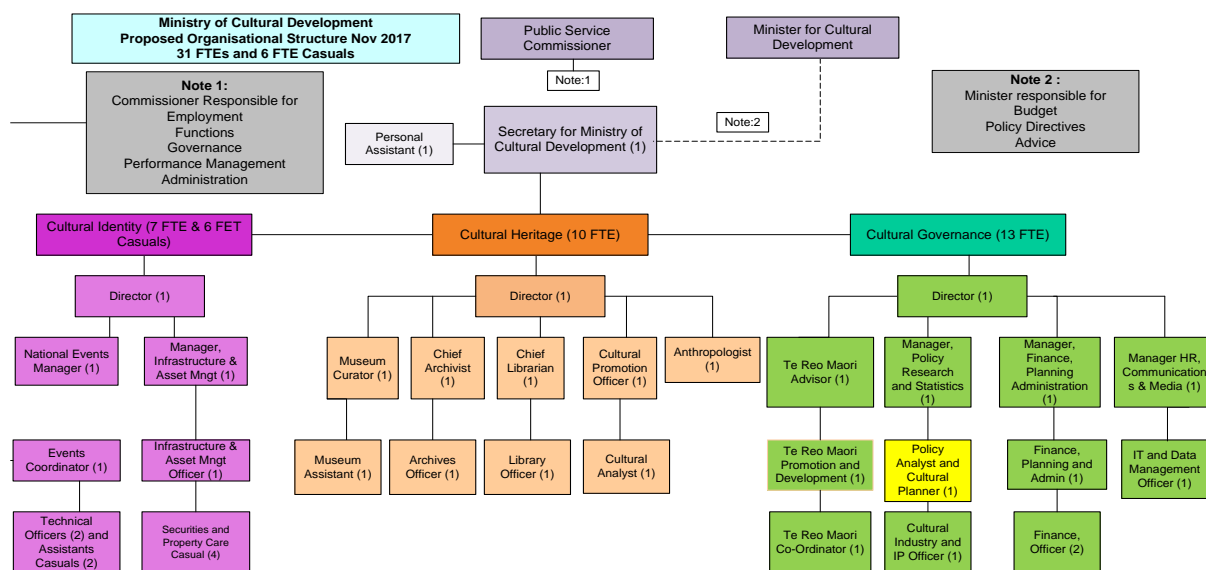 Ministry of Cultural Development
Proposed Organisational Structure Nov 2017
31 FTEs and 6 FTE Casuals
Public Service
Commissioner
Minister for Cultural
Development
Note 1:
Commissioner Responsible for
Employment
Functions
Governance
Performance Management
Administration
Note:1
Note 2 :
Minister responsible for
Budget
Policy Directives
Advice
Note:2
Personal
Assistant (1)
Secretary for Ministry of
Cultural Development (1)
Cultural Identity (7 FTE & 6 FET
Casuals)
Cultural Heritage (10 FTE)
Cultural Governance (13 FTE)
Director (1)
Director (1)
Director (1)
National Events
Manager (1)
Manager,
Infrastructure &
Asset Mngt (1)
Museum
Curator (1)
Chief
Archivist (1)
Chief
Librarian (1)
Cultural
Promotion
Officer (1)
Anthropologist
(1)
Te Reo Maori
Advisor (1)
Manager,
Policy
Research
and Statistics
(1)
Manager,
Finance,
Planning
Administration
(1)
Manager HR,
Communication
s & Media (1)
Events
Coordinator (1)
Infrastructure &
Asset Mngt
Officer (1)
Museum
Assistant (1)
Archives
Officer (1)
Library
Officer (1)
Cultural
Analyst (1)
Te Reo Maori
Promotion and
Development (1)
Policy
Analyst and
Cultural
Planner (1)
Finance,
Planning and
Admin (1)
IT and Data
Management
Officer (1)
Technical
Officers (2) and
Assistants
Casuals (2)
Securities and
Property Care
Casual (4)
Te Reo Maori
Co-Ordinator (1)
Cultural
Industry and
IP Officer (1)
Finance,
Officer (2)